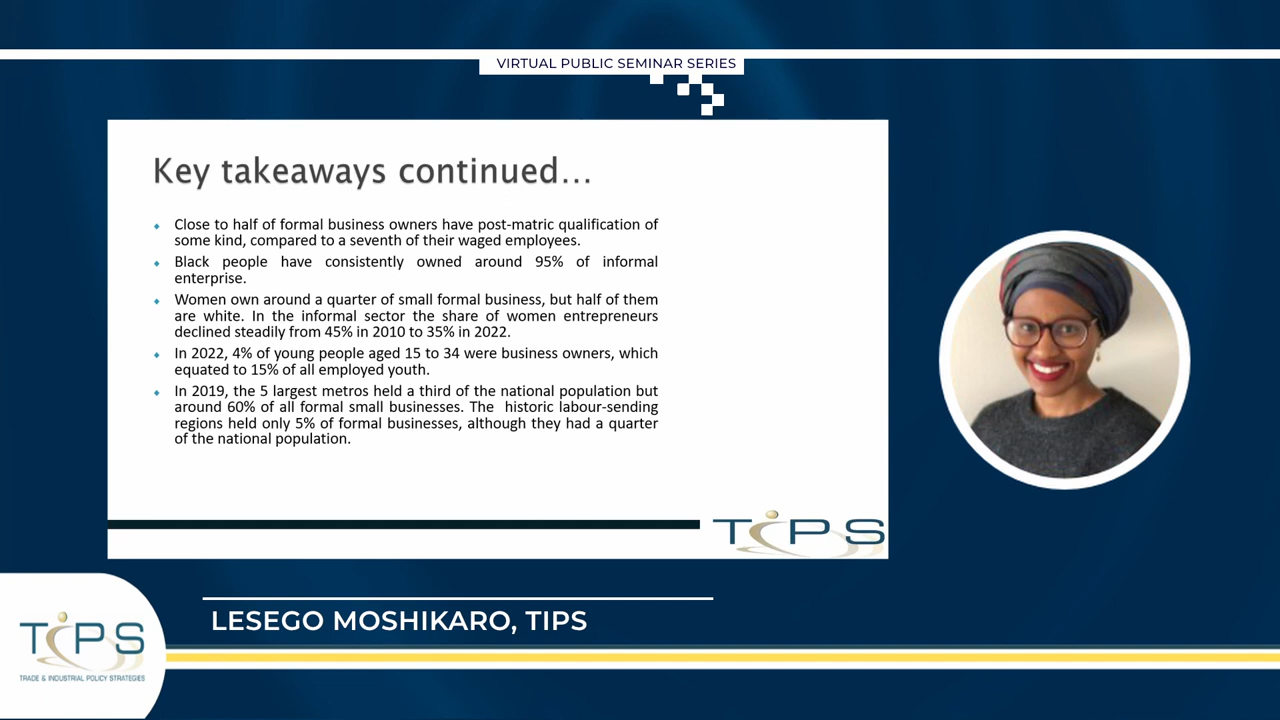 VIRTUAL PUBLIC SEMINAR SERIES
Key takeaways continued...
Close to half of formal business owners have post-matric qualification of
some kind, compared to a seventh of their waged employees.
Black people have consistently owned around 95% of informal
enterprise.
Women own around a quarter of small formal business, but half of them
are white. In the informal sector the share of women entrepreneurs
declined steadily from 45% in 2010 to 35% in 2022.
In 2022, 4% of young people aged 15 to 34 were business owners, which
equated to 15% of all employed youth.
In 2019, the 5 largest metros held a third of the national population but
around 60% of all formal small businesses. The historic labour-sending
regions held only 5% of formal businesses, although they had a quarter
of the national population.
TiPS
LESEGO MOSHIKARO, TIPS
TiPS
TRADE & INDUSTRIAL POLICY STRATEGIES